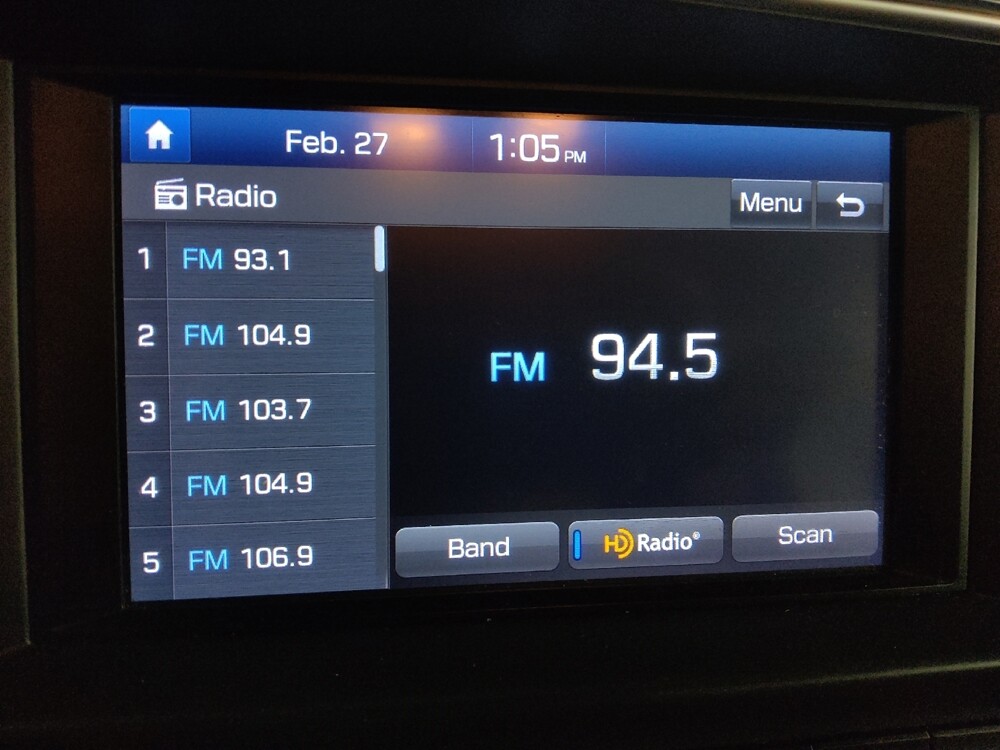 Feb. 27 1:05 PM
Radio Menu
1 FM 93.1
2 FM 104.9
3 FM 103.7
4 FM 104.9
5 FM 106.9
FM 94.5
Band HD Radio® Scan